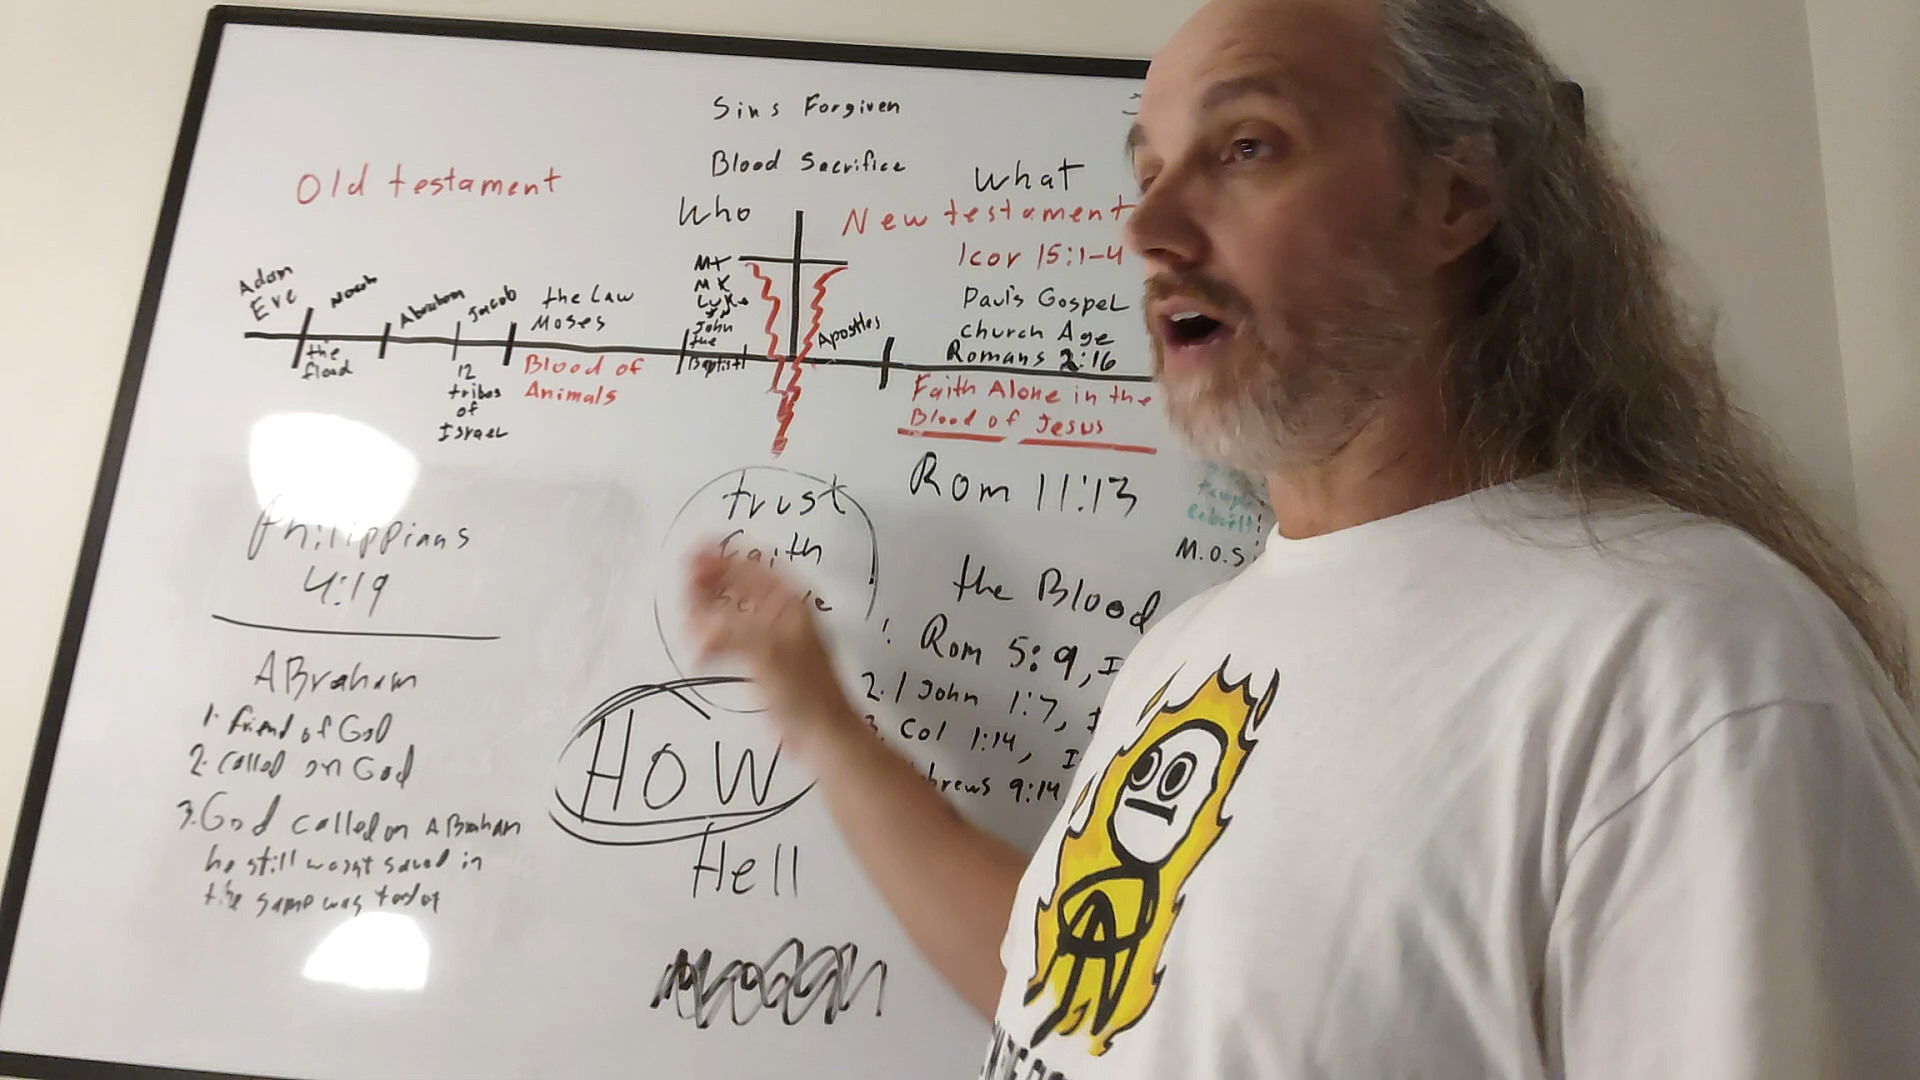 Sins Forgiven
Blood Sacrifice
Old testament
Who
What
New testament
1cor 15:1-4
Paul's Gospel
Church Age
Romans 2:16
Faith Alone in the
Blood of Jesus
Adam
Eve
Noah
the
flood
Abraham
Jacob
12
tribes
of
Israel
the Law
Moses
Blood of
Animals
MT
MK
Luke
John
the
Baptist
Apostles
Rom 11:13
Rebuilt
M.O.S
Philippians
4:19
ABraham
1. friend of God
2. called on God
3. God called on ABraham
he still wasnt saved in
the same way today
trust
Faith
HOW
Hell
the Blood
1. Rom 5:9, I
2. 1 John 1:7, I
3. Col 1:14, I
9:14